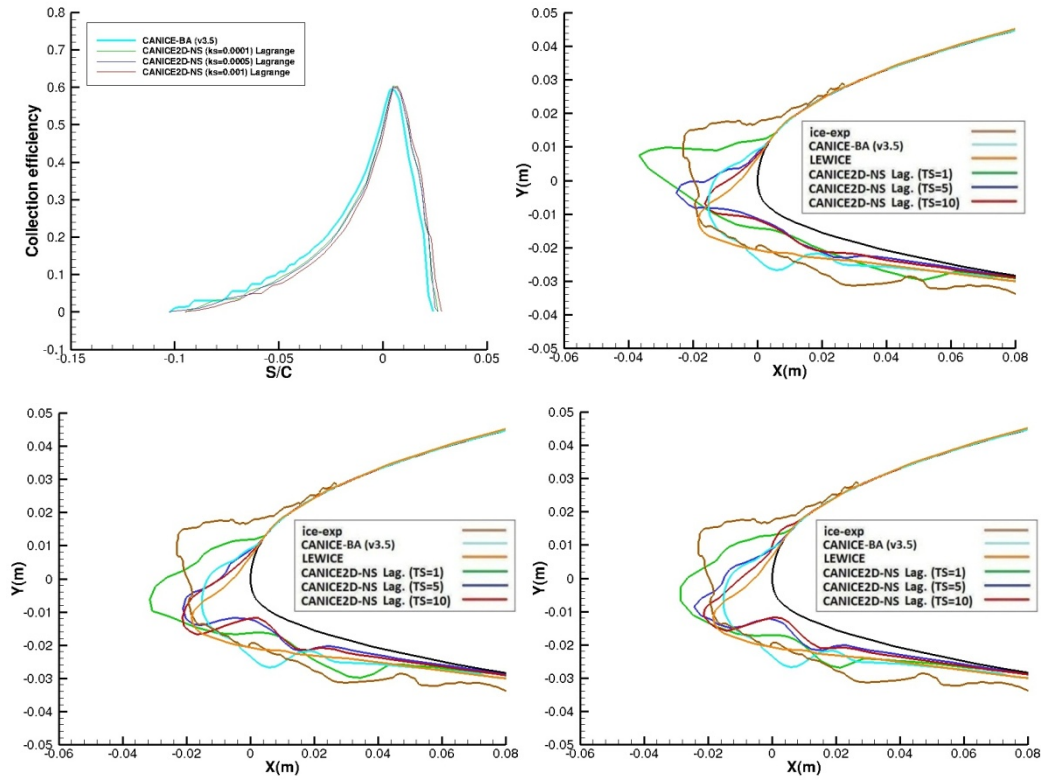 0.8
0.7
0.6
0.5
0.4
0.3
0.2
0.1
0
-0.1
Collection efficiency
CANICE-BA (v3.5)
CANICE2D-NS (ks=0.0001) Lagrange
CANICE2D-NS (ks=0.0005) Lagrange
CANICE2D-NS (ks=0.001) Lagrange
-0.15 -0.1 -0.05 0 0.05
S/C
0.05
0.04
0.03
0.02
0.01
0
-0.01
-0.02
-0.03
-0.04
-0.05
Y(m)
ice-exp
CANICE-BA (v3.5)
LEWICE
CANICE2D-NS Lag. (TS=1)
CANICE2D-NS Lag. (TS=5)
CANICE2D-NS Lag. (TS=10)
-0.06 -0.04 -0.02 0 0.02 0.04 0.06 0.08
X(m)
0.05
0.04
0.03
0.02
0.01
0
-0.01
-0.02
-0.03
-0.04
-0.05
Y(m)
ice-exp
CANICE-BA (v3.5)
LEWICE
CANICE2D-NS Lag. (TS=1)
CANICE2D-NS Lag. (TS=5)
CANICE2D-NS Lag. (TS=10)
-0.06 -0.04 -0.02 0 0.02 0.04 0.06 0.08
X(m)
0.05
0.04
0.03
0.02
0.01
0
-0.01
-0.02
-0.03
-0.04
-0.05
Y(m)
ice-exp
CANICE-BA (v3.5)
LEWICE
CANICE2D-NS Lag. (TS=1)
CANICE2D-NS Lag. (TS=5)
CANICE2D-NS Lag. (TS=10)
-0.06 -0.04 -0.02 0 0.02 0.04 0.06 0.08
X(m)